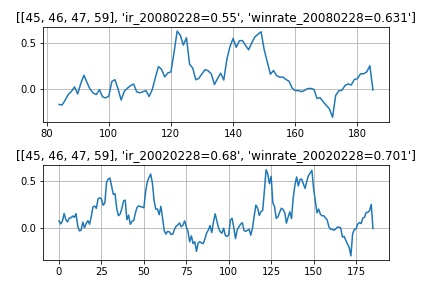 [[45, 46, 47, 59], 'ir_20080228=0.55', 'winrate_20080228=0.631']
0.5
0.0
80 100 120 140 160 180
[[45, 46, 47, 59], 'ir_20020228=0.68', 'winrate_20020228=0.701']
0.5
0.0
0 25 50 75 100 125 150 175